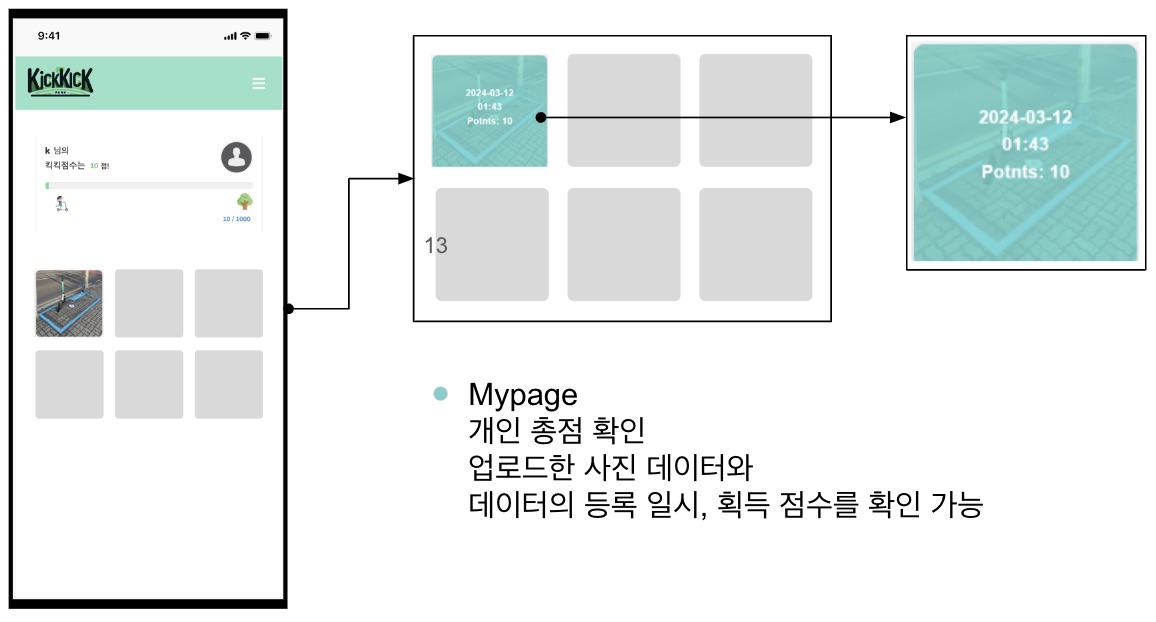 9:41
KickKicK
PARK
k 님의
킥킥점수는 10 점!
10 / 1000
2024-03-12
01:43
Potnts: 10
13
2024-03-12
01:43
Potnts: 10
Mypage
개인 총점 확인
업로드한 사진 데이터와
데이터의 등록 일시, 획득 점수를 확인 가능